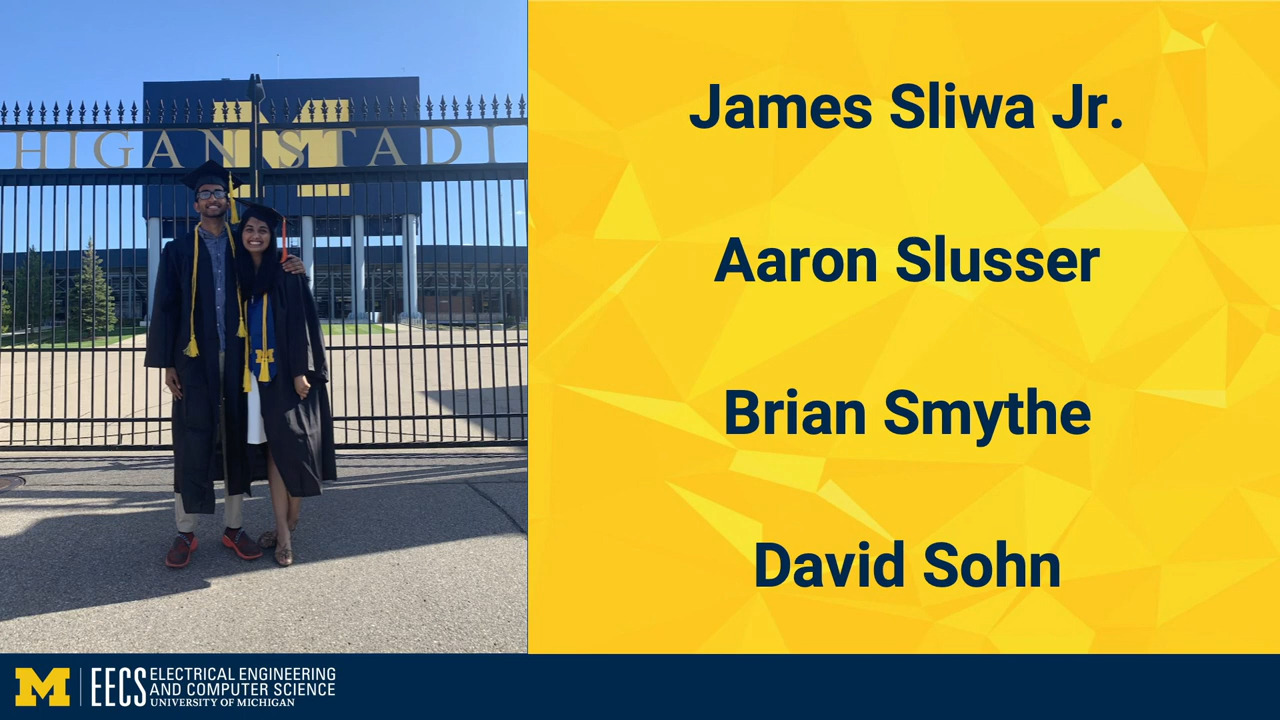 HIGAN STADI
M
M
James Sliwa Jr.
Aaron Slusser
Brian Smythe
David Sohn
M EECS ELECTRICAL ENGINEERING
AND COMPUTER SCIENCE
UNIVERSITY OF MICHIGAN